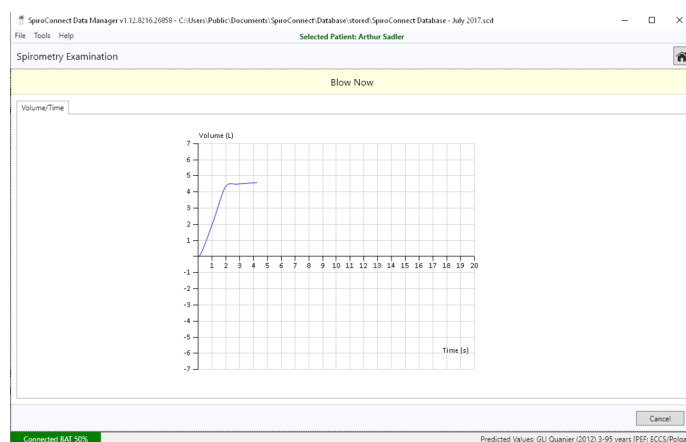 SpiroConnect Data Manager v1.12.8216.26858 - C:\Users\Public\Documents\SpiroConnect\Database\stored\SpiroConnect Database - July 2017.scd
File Tools Help
Selected Patient: Arthur Sadler
Spirometry Examination
Blow Now
Volume/Time
Volume (L)
7
6
5
4
3
2
1
1 2 3 4 5 6 7 8 9 10 11 12 13 14 15 16 17 18 19 20
-1
-2
-3
-4
-5
-6
Time (s)
-7
Cancel
Connected BAT 50%
Predicted Values: GLI Quanjer (2012) 3-95 years (PEF: ECCS/Polga